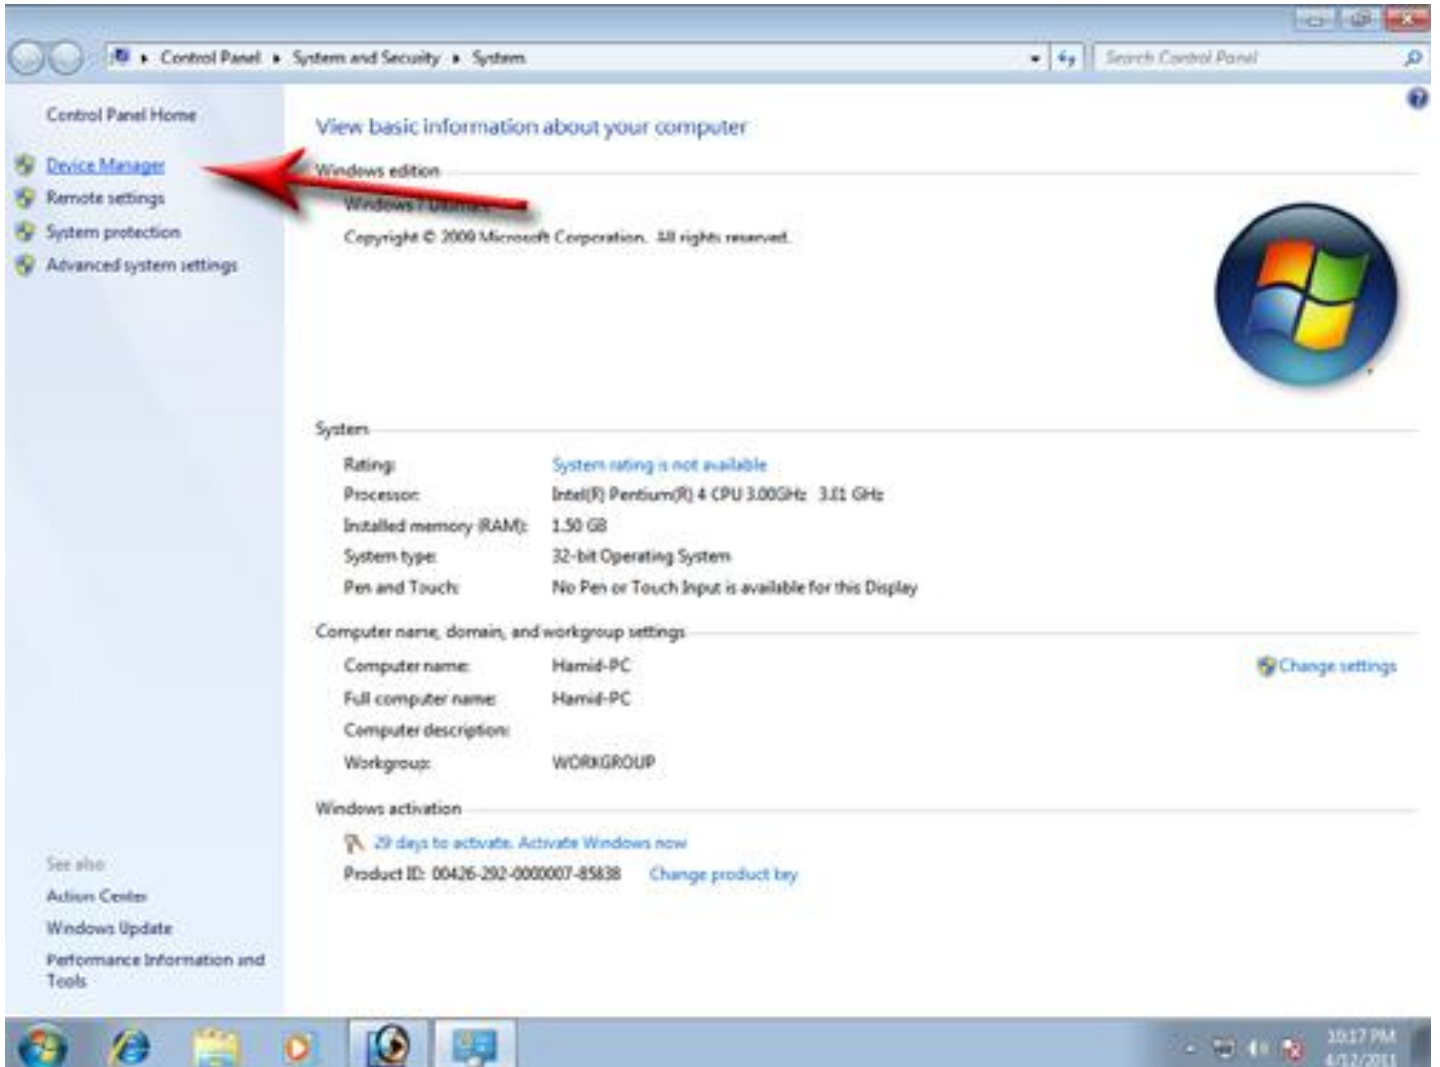 Control Panel ▸ System and Security ▸ System
Search Control Panel
Control Panel Home
Device Manager
Remote settings
System protection
Advanced system settings
View basic information about your computer
Windows edition
Windows 7 Ultimate
Copyright © 2009 Microsoft Corporation. All rights reserved.
System
Rating: System rating is not available
Processor: Intel(R) Pentium(R) 4 CPU 3.00GHz 3.01 GHz
Installed memory (RAM): 1.50 GB
System type: 32-bit Operating System
Pen and Touch: No Pen or Touch Input is available for this Display
Computer name, domain, and workgroup settings
Computer name: Hamid-PC
Change settings
Full computer name: Hamid-PC
Computer description:
Workgroup: WORKGROUP
Windows activation
29 days to activate. Activate Windows now
Product ID: 00426-292-0000007-85838 Change product key
See also
Action Center
Windows Update
Performance Information and
Tools
10:17 PM
4/12/2011